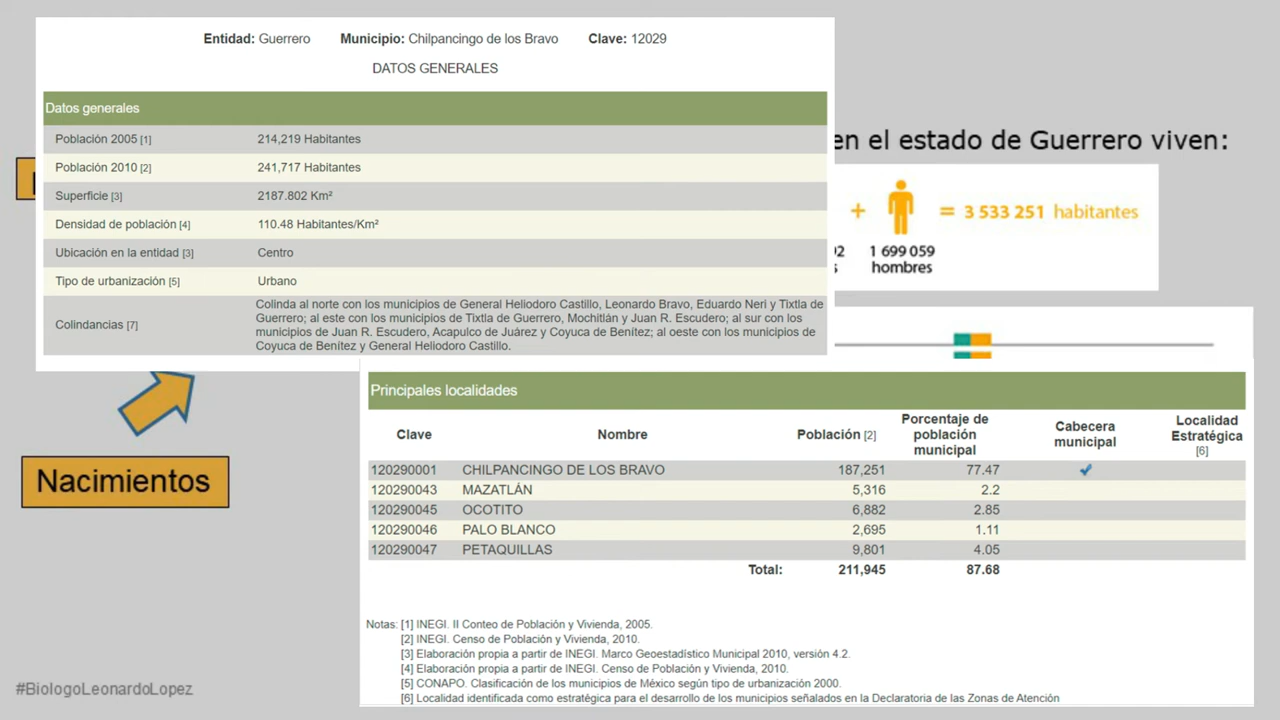 Entidad: Guerrero Municipio: Chilpancingo de los Bravo Clave: 12029
DATOS GENERALES
Datos generales
Población 2005 [1] 214,219 Habitantes
Población 2010 [2] 241,717 Habitantes
Superficie [3] 2187.802 Km²
Densidad de población [4] 110.48 Habitantes/Km²
Ubicación en la entidad [3] Centro
Tipo de urbanización [5] Urbano
Colindancias [7]
Colinda al norte con los municipios de General Heliodoro Castillo, Leonardo Bravo, Eduardo Neri y Tixtla de
Guerrero; al este con los municipios de Tixtla de Guerrero, Mochitlán y Juan R. Escudero; al sur con los
municipios de Juan R. Escudero, Acapulco de Juárez y Coyuca de Benítez; al oeste con los municipios de
Coyuca de Benítez y General Heliodoro Castillo.
en el estado de Guerrero viven:
+ = 3 533 251 habitantes
1 699 059
hombres
Nacimientos
Principales localidades
Clave Nombre Población [2] Porcentaje de población municipal Cabecera municipal Localidad Estratégica [6]
120290001 CHILPANCINGO DE LOS BRAVO 187,251 77.47
120290043 MAZATLÁN 5,316 2.2
120290045 OCOTITO 6,882 2.85
120290046 PALO BLANCO 2,695 1.11
120290047 PETAQUILLAS 9,801 4.05
Total: 211,945 87.68
Notas: [1] INEGI. II Conteo de Población y Vivienda, 2005.
[2] INEGI. Censo de Población y Vivienda, 2010.
[3] Elaboración propia a partir de INEGI. Marco Geoestadístico Municipal 2010, versión 4.2.
[4] Elaboración propia a partir de INEGI. Censo de Población y Vivienda, 2010.
[5] CONAPO. Clasificación de los municipios de México según tipo de urbanización 2000.
[6] Localidad identificada como estratégica para el desarrollo de los municipios señalados en la Declaratoria de las Zonas de Atención
#BiologoLeonardoLopez